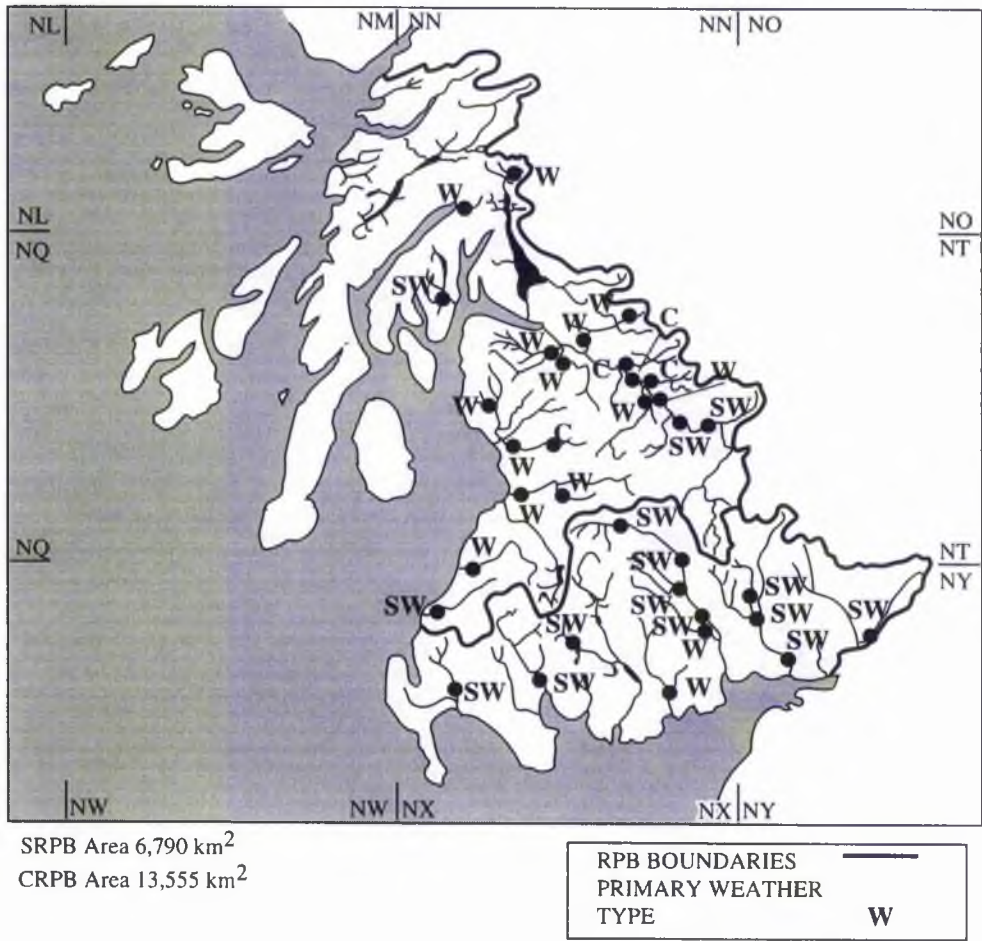 NL NM NN NN NO
W
W
NL NO
NQ NT
SW
W C
W
W
W C C W
W SW
W SW
C
W
W
W SW
NQ W SW NT
NY
SW SW
SW SW SW
SW SW
W SW
SW SW W
NW NW NX NX NY
SRPB Area 6,790 km²
CRPB Area 13,555 km²
RPB BOUNDARIES
PRIMARY WEATHER
TYPE W